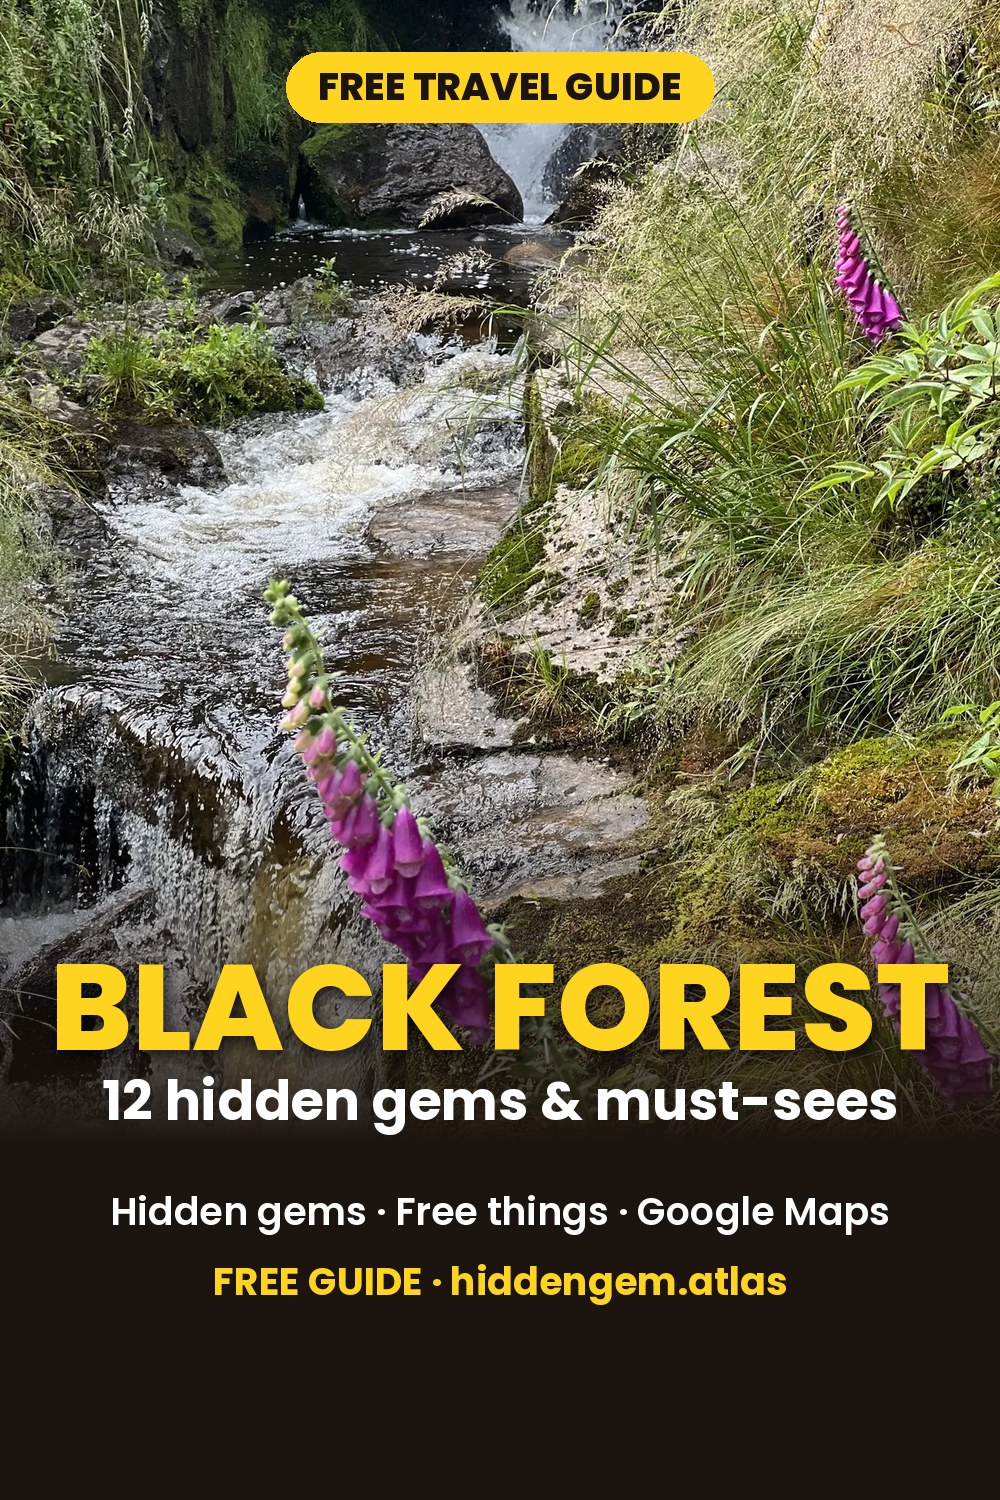 FREE TRAVEL GUIDE
BLACK FOREST
12 hidden gems & must-sees
Hidden gems · Free things · Google Maps
FREE GUIDE · hiddengem.atlas